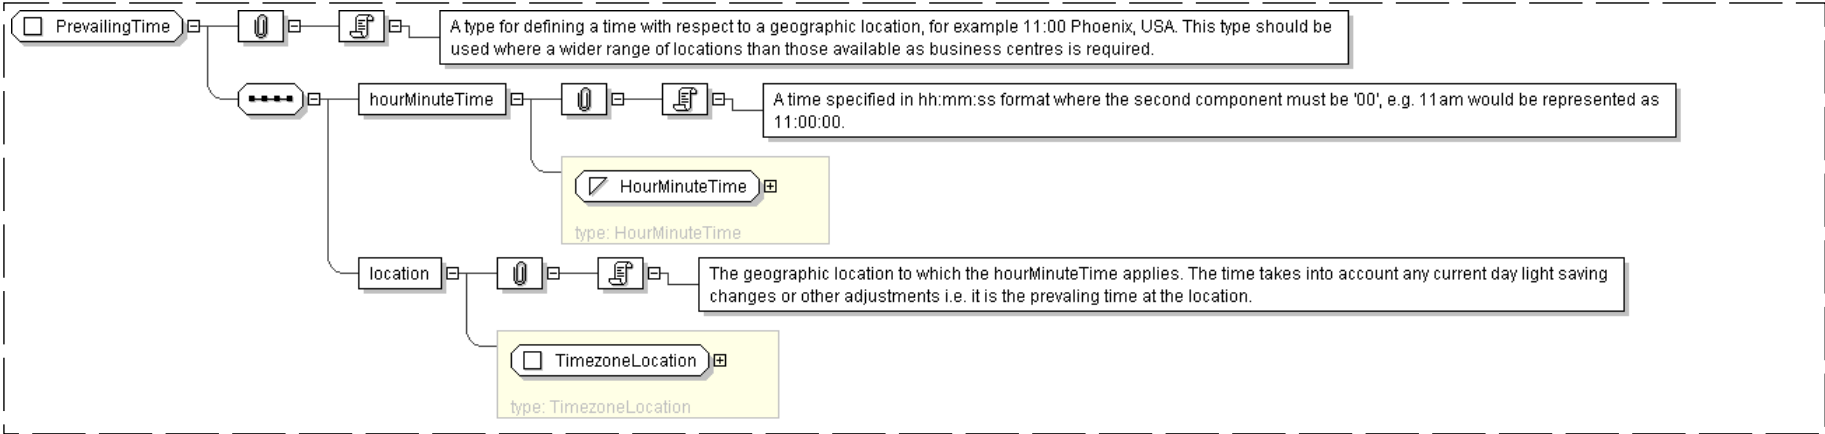 PrevailingTime
A type for defining a time with respect to a geographic location, for example 11:00 Phoenix, USA. This type should be
used where a wider range of locations than those available as business centres is required.
hourMinuteTime
A time specified in hh:mm:ss format where the second component must be '00', e.g. 11am would be represented as
11:00:00.
HourMinuteTime
type: HourMinuteTime
location
The geographic location to which the hourMinuteTime applies. The time takes into account any current day light saving
changes or other adjustments i.e. it is the prevaling time at the location.
TimezoneLocation
type: TimezoneLocation